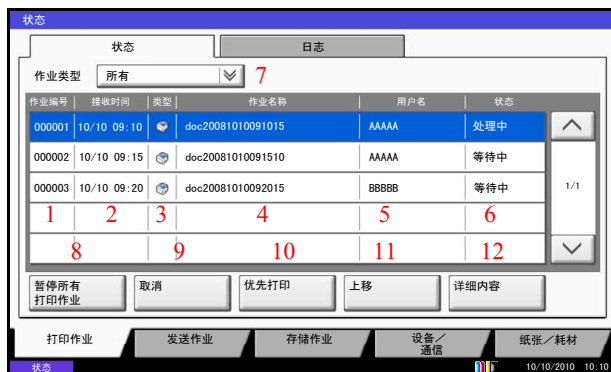 状态
状态 日志
作业类型 所有 7
作业编号 接收时间 类型 作业名称 用户名 状态
000001 10/10 09:10 doc20081010091015 AAAAA 处理中
000002 10/10 09:15 doc20081010091510 AAAAA 等待中
000003 10/10 09:20 doc20081010092015 BBBBB 等待中
1/1
1 2 3 4 5 6
8 9 10 11 12
暂停所有 取消 优先打印 上移 详细内容
打印作业
打印作业 发送作业 存储作业 设备／ 纸张／耗材
通信
状态 10/10/2010 10:10